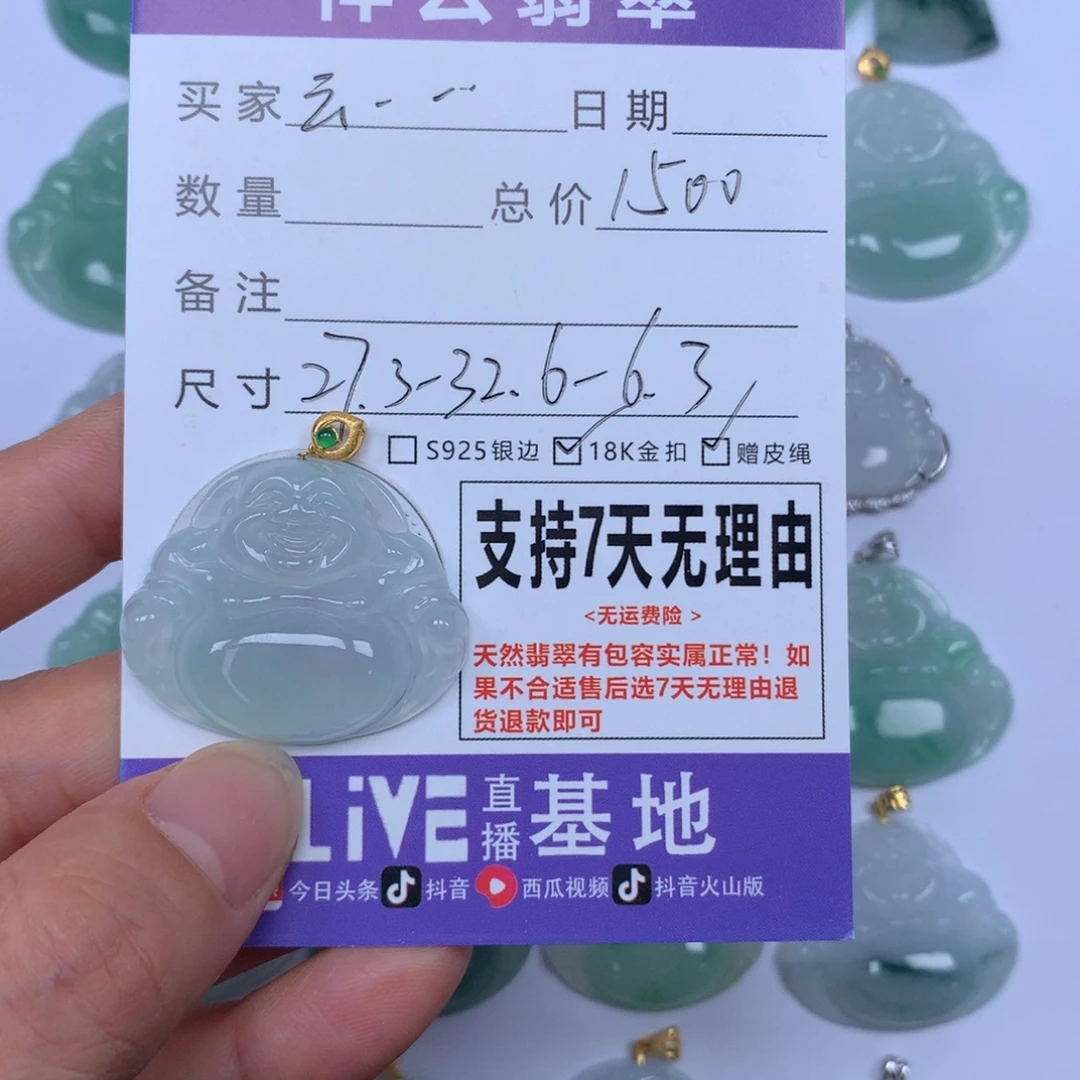 翡翠
买家 云 日期
数量 总价 1500
备注
尺寸 27.3-32.6-6.3
S925银边 18K金扣 赠皮绳
支持7天无理由
<无运费险 >
天然翡翠有包容实属正常！如
果不合适售后选7天无理由退
货退款即可
LiVE 直播 基地
今日头条 抖音 西瓜视频 抖音火山版